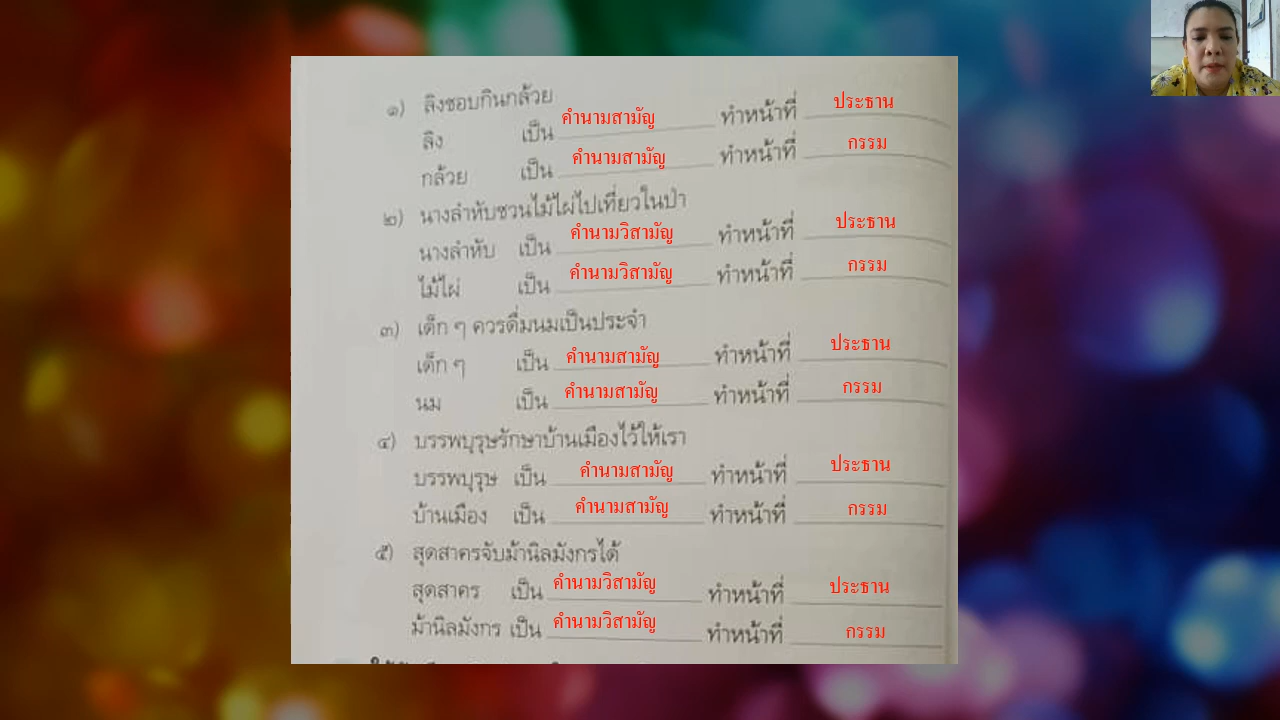 ๑) ลิงชอบกินกล้วย
ลิง เป็น คำนามสามัญ ทำหน้าที่ ประธาน
กล้วย เป็น คำนามสามัญ ทำหน้าที่ กรรม
๒) นางลำหับชวนไม้ไผ่ไปเที่ยวในป่า
นางลำหับ เป็น คำนามวิสามัญ ทำหน้าที่ ประธาน
ไม้ไผ่ เป็น คำนามวิสามัญ ทำหน้าที่ กรรม
๓) เด็ก ๆ ควรดื่มนมเป็นประจำ
เด็ก ๆ เป็น คำนามสามัญ ทำหน้าที่ ประธาน
นม เป็น คำนามสามัญ ทำหน้าที่ กรรม
๔) บรรพบุรุษรักษาบ้านเมืองไว้ให้เรา
บรรพบุรุษ เป็น คำนามสามัญ ทำหน้าที่ ประธาน
บ้านเมือง เป็น คำนามสามัญ ทำหน้าที่ กรรม
๕) สุดสาครจับม้านิลมังกรได้
สุดสาคร เป็น คำนามวิสามัญ ทำหน้าที่ ประธาน
ม้านิลมังกร เป็น คำนามวิสามัญ ทำหน้าที่ กรรม